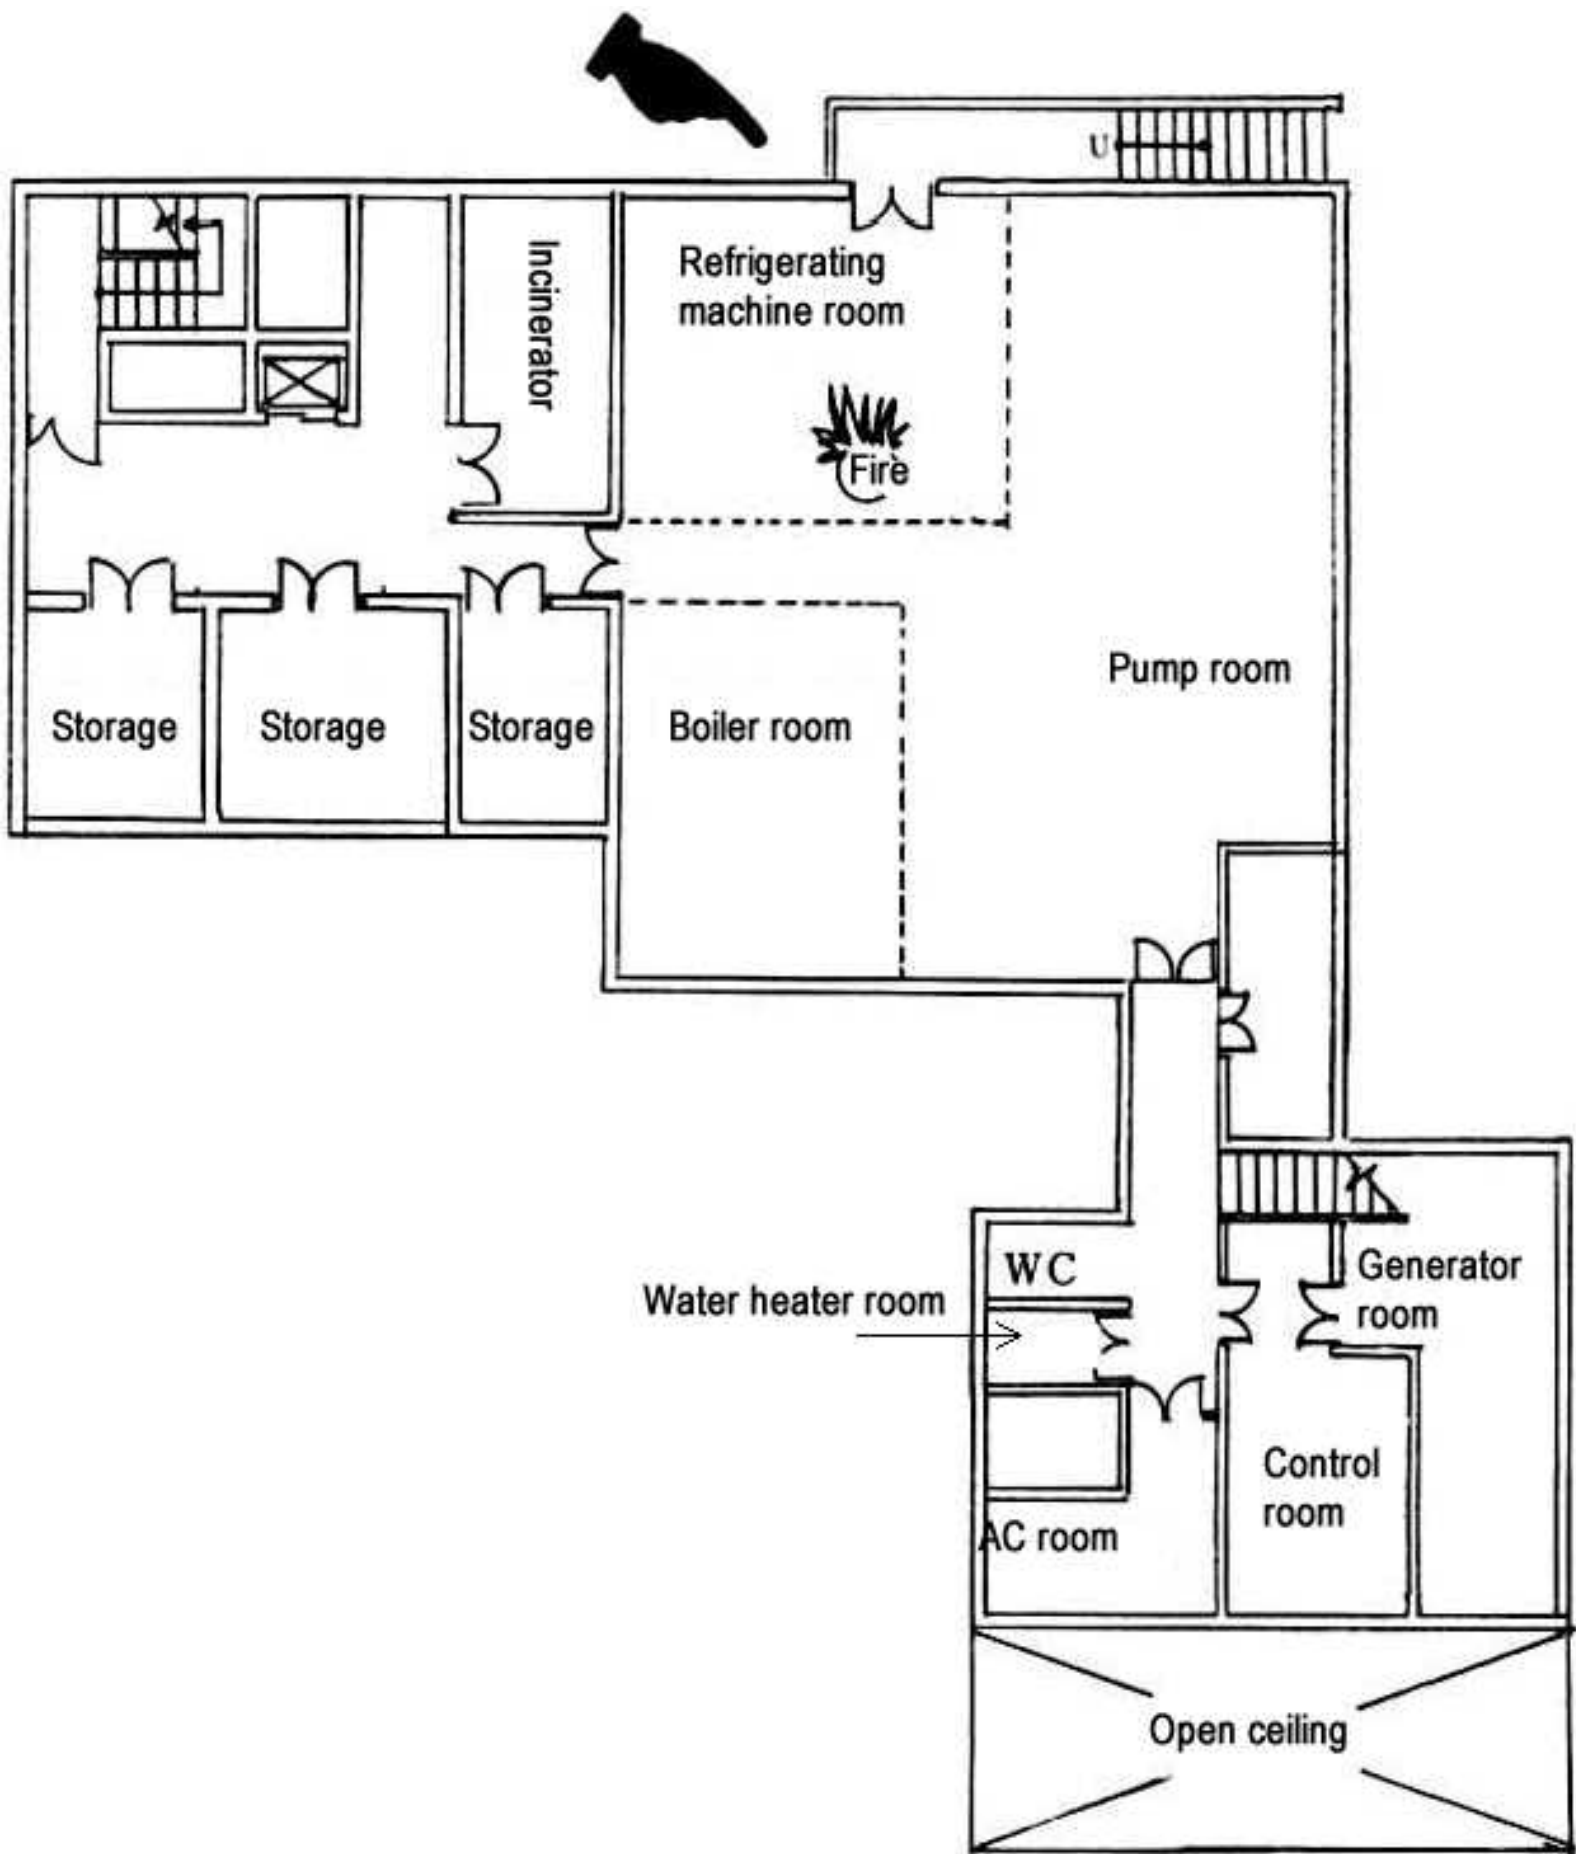 U
Incinerator
Refrigerating
machine room
Fire
Pump room
Storage
Storage
Storage
Boiler room
WC
Water heater room
Generator
room
Control
room
AC room
Open ceiling